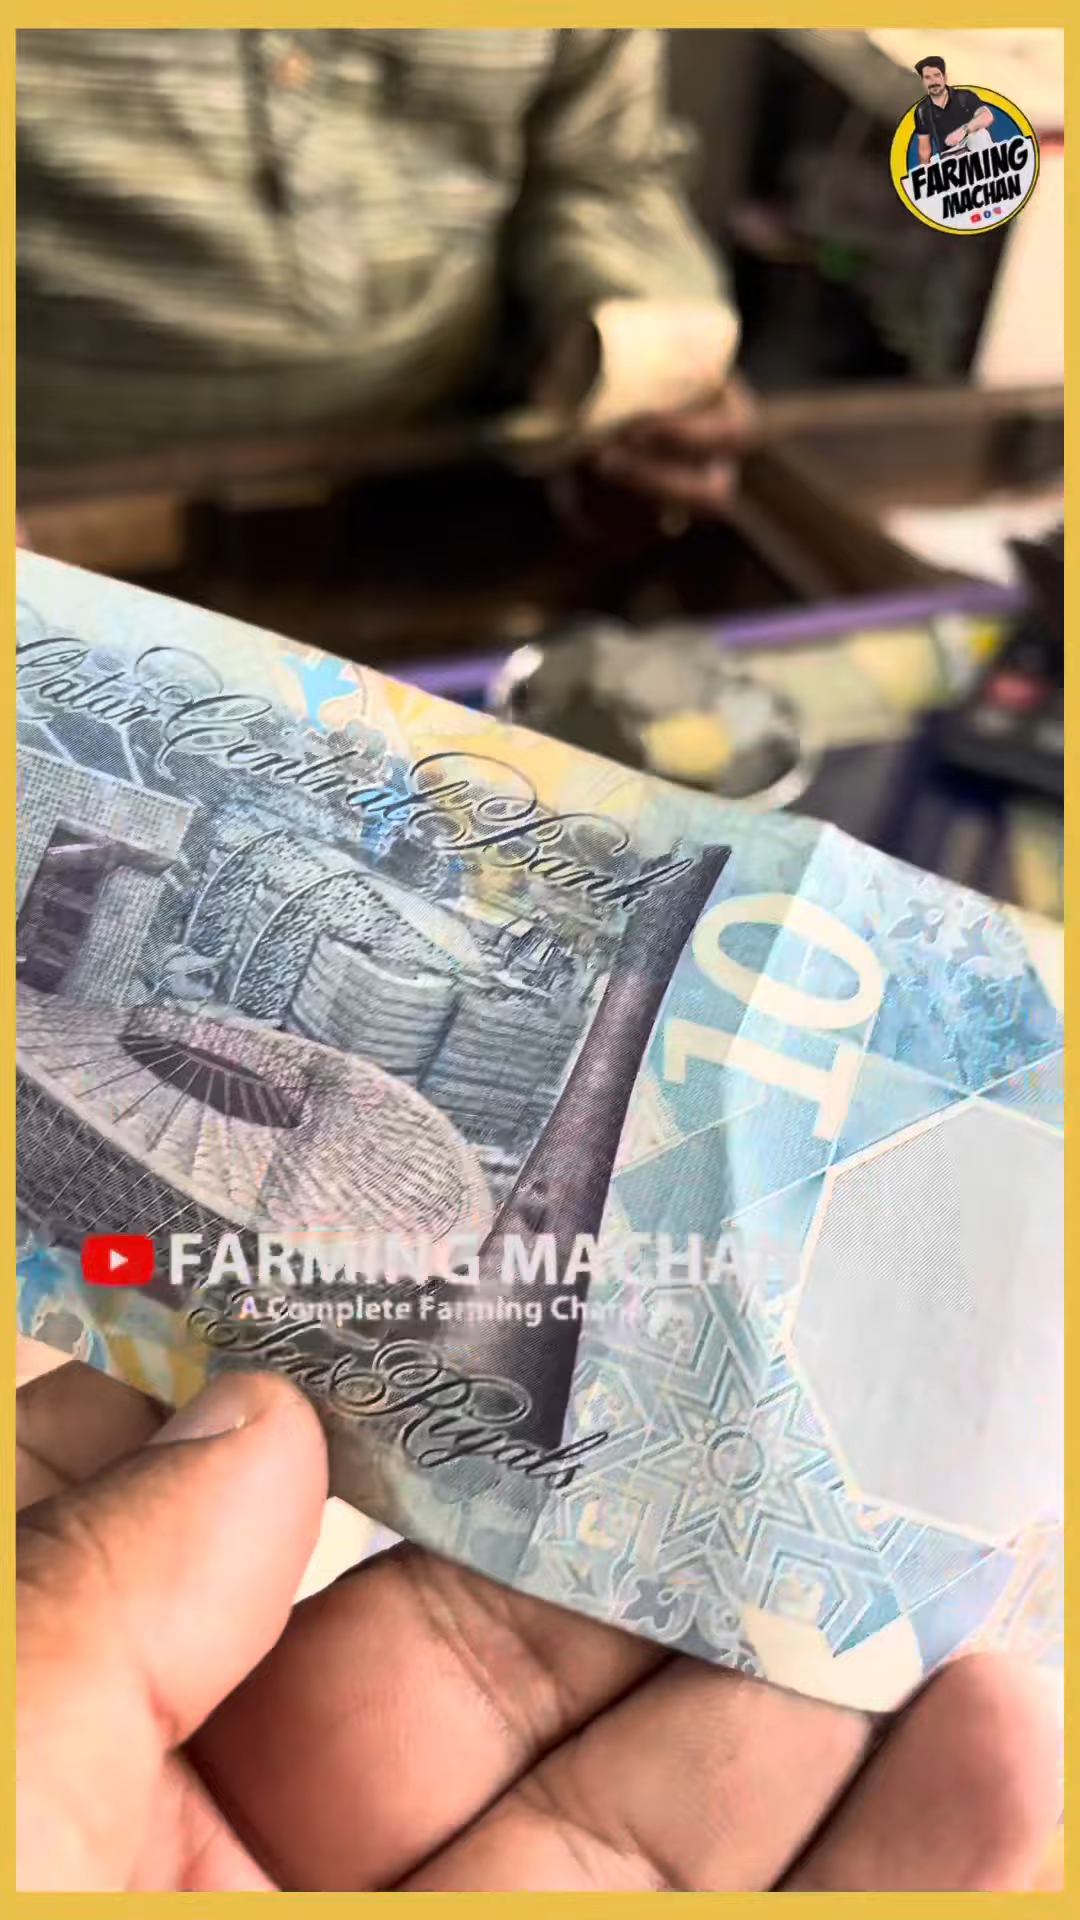 FARMING
MACHAN
Qatar Central Bank
10
FARMING MACHA
A Complete Farming Chan
Ten Riyals